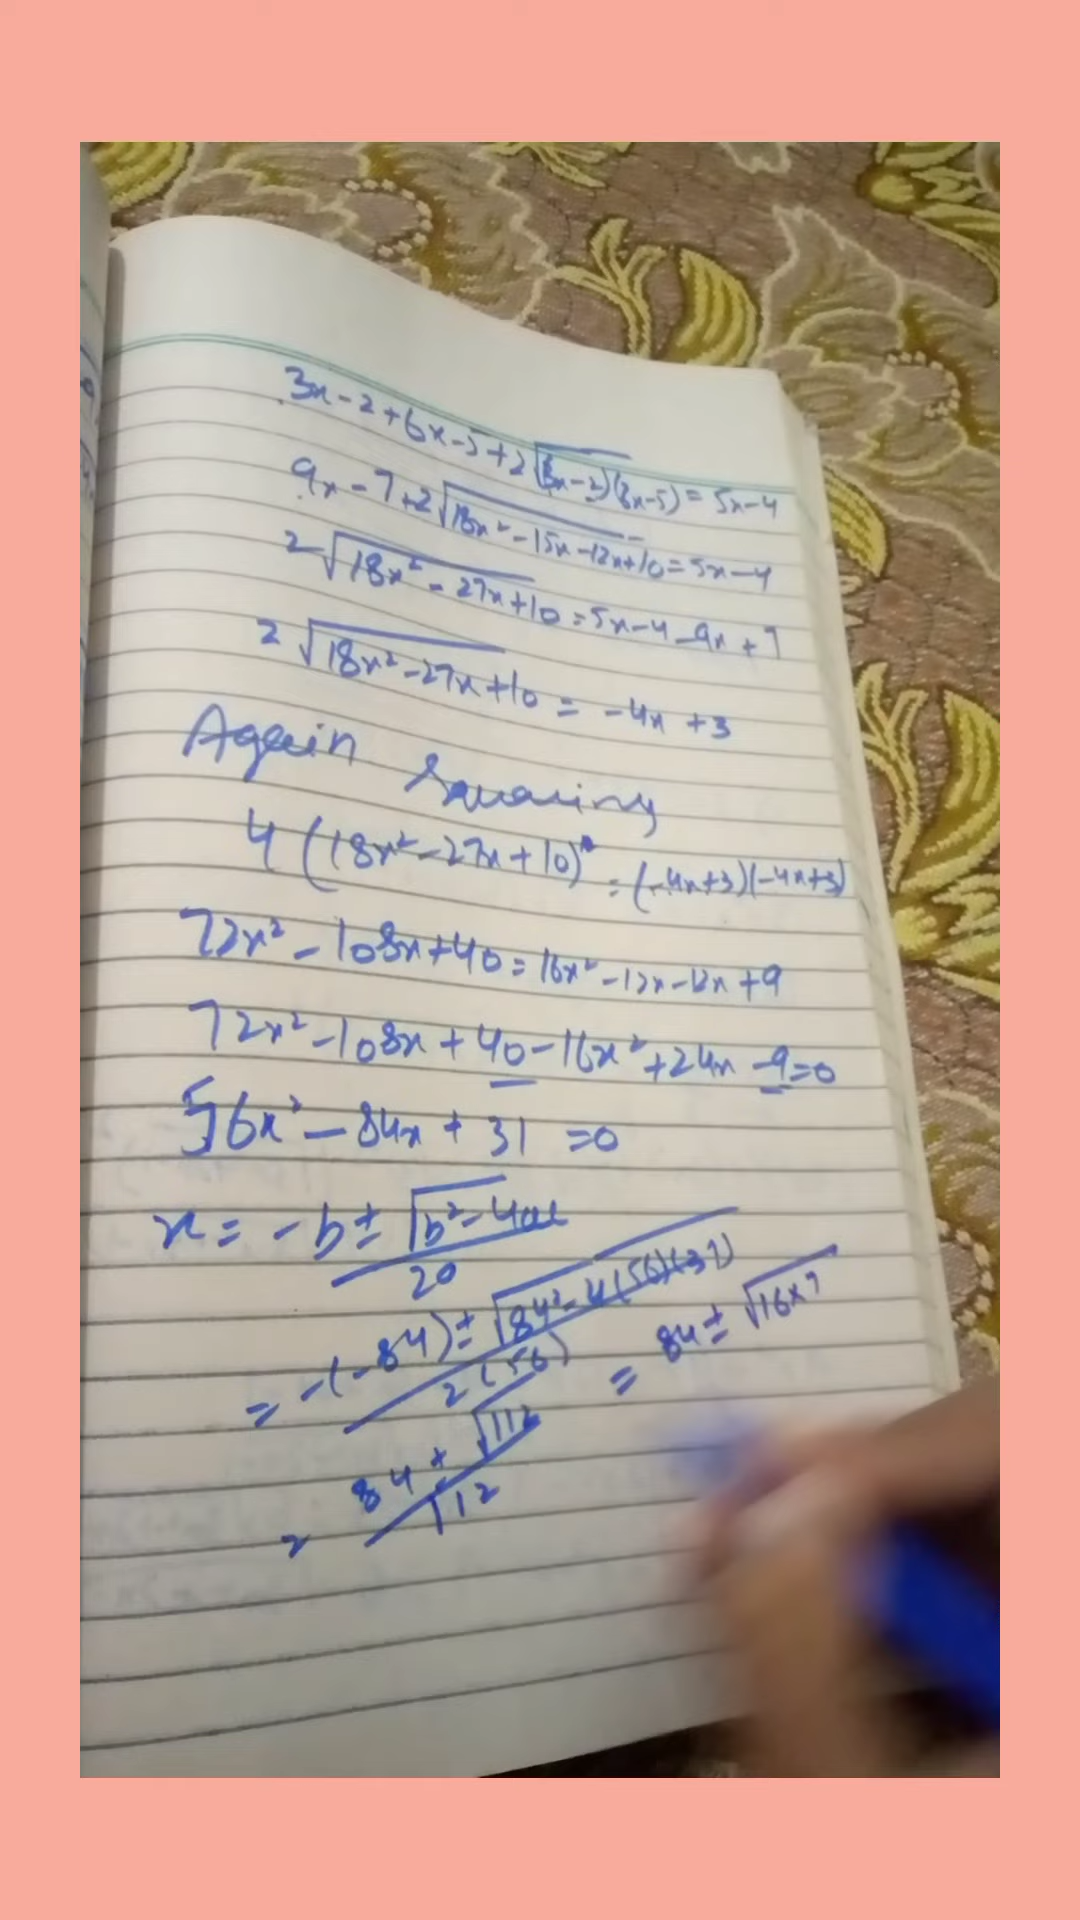 3x-2+6x-5+2√(3x-2)(6x-5) = 5x-4
9x-7+2√18x²-15x-12x+10 = 5x-4
2√18x²-27x+10 = 5x-4-9x+7
2√18x²-27x+10 = -4x+3
Again Squaring
4(18x²-27x+10) = (-4x+3)(-4x+3)
72x²-108x+40 = 16x²-12x-12x+9
72x²-108x+40-16x²+24x-9=0
56x²-84x+31=0
x = -b±√b²-4ac
2a
= -(-84)±√84²-4(56)(31)
2(56)
= 84±√112
112
= 84±√16×7